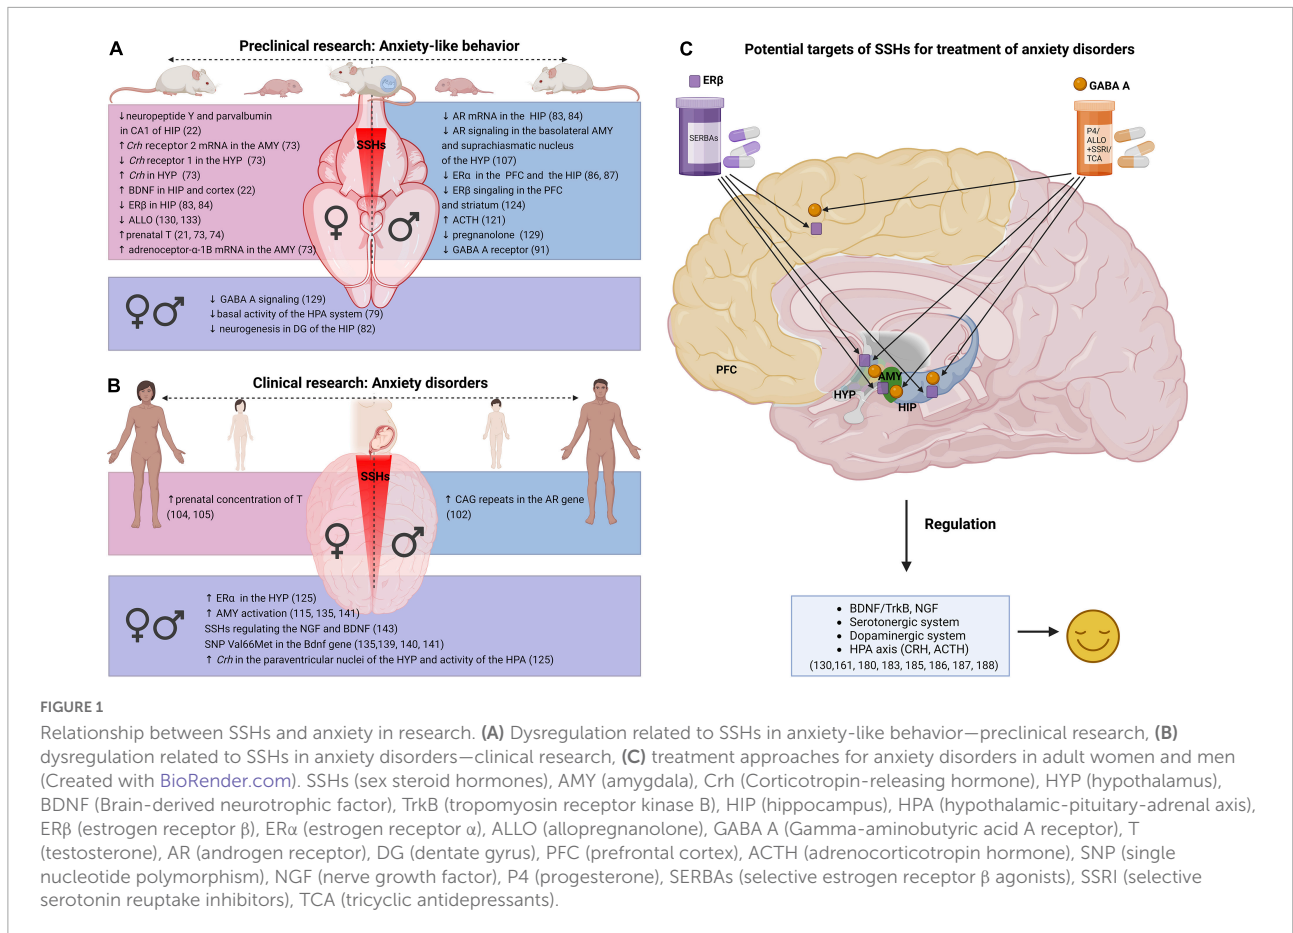 A
Preclinical research: Anxiety-like behavior
↓neuropeptide Y and parvalbumin
in CA1 of HIP (22)
↑Crh receptor 2 mRNA in the AMY (73)
↓ Crh receptor 1 in the HYP (73)
↑ Crh in HYP (73)
↑ BDNF in HIP and cortex (22)
↓ ERβ in HIP (83, 84)
↓ ALLO (130, 133)
↑prenatal T (21, 73, 74)
↑ adrenoceptor-α-1B mRNA in the AMY (73)
SSHs
♀ ♂
↓ AR mRNA in the HIP (83, 84)
↓ AR signaling in the basolateral AMY
and suprachiasmatic nucleus
of the HYP (107)
↓ ERα in the PFC and the HIP (86, 87)
↓ ERβ singaling in the PFC
and striatum (124)
↑ ACTH (121)
↓ pregnanolone (129)
↓ GABA A receptor (91)
♀♂
↓ GABA A signaling (129)
↓basal activity of the HPA system (79)
↓ neurogenesis in DG of the HIP (82)
B
Clinical research: Anxiety disorders
↑prenatal concentration of T
(104, 105)
SSHs
♀ ♂
↑ CAG repeats in the AR gene
(102)
♀♂
↑ ERα in the HYP (125)
↑ AMY activation (115, 135, 141)
SSHs regulating the NGF and BDNF (143)
SNP Val66Met in the Bdnf gene (135,139, 140, 141)
↑ Crh in the paraventricular nuclei of the HYP and activity of the HPA (125)
C
Potential targets of SSHs for treatment of anxiety disorders
ERβ
SERBAs
GABA A
P4/
ALLO
+SSRI/
TCA
PFC
HYP
AMY
HIP
Regulation
• BDNF/TrkB, NGF
• Serotonergic system
• Dopaminergic system
• HPA axis (CRH, ACTH)
(130,161, 180, 183, 185, 186, 187, 188)
FIGURE 1
Relationship between SSHs and anxiety in research. (A) Dysregulation related to SSHs in anxiety-like behavior—preclinical research, (B)
dysregulation related to SSHs in anxiety disorders—clinical research, (C) treatment approaches for anxiety disorders in adult women and men
(Created with BioRender.com). SSHs (sex steroid hormones), AMY (amygdala), Crh (Corticotropin-releasing hormone), HYP (hypothalamus),
BDNF (Brain-derived neurotrophic factor), TrkB (tropomyosin receptor kinase B), HIP (hippocampus), HPA (hypothalamic-pituitary-adrenal axis),
ERβ (estrogen receptor β), ERα (estrogen receptor α), ALLO (allopregnanolone), GABA A (Gamma-aminobutyric acid A receptor), T
(testosterone), AR (androgen receptor), DG (dentate gyrus), PFC (prefrontal cortex), ACTH (adrenocorticotropin hormone), SNP (single
nucleotide polymorphism), NGF (nerve growth factor), P4 (progesterone), SERBAs (selective estrogen receptor β agonists), SSRI (selective
serotonin reuptake inhibitors), TCA (tricyclic antidepressants).